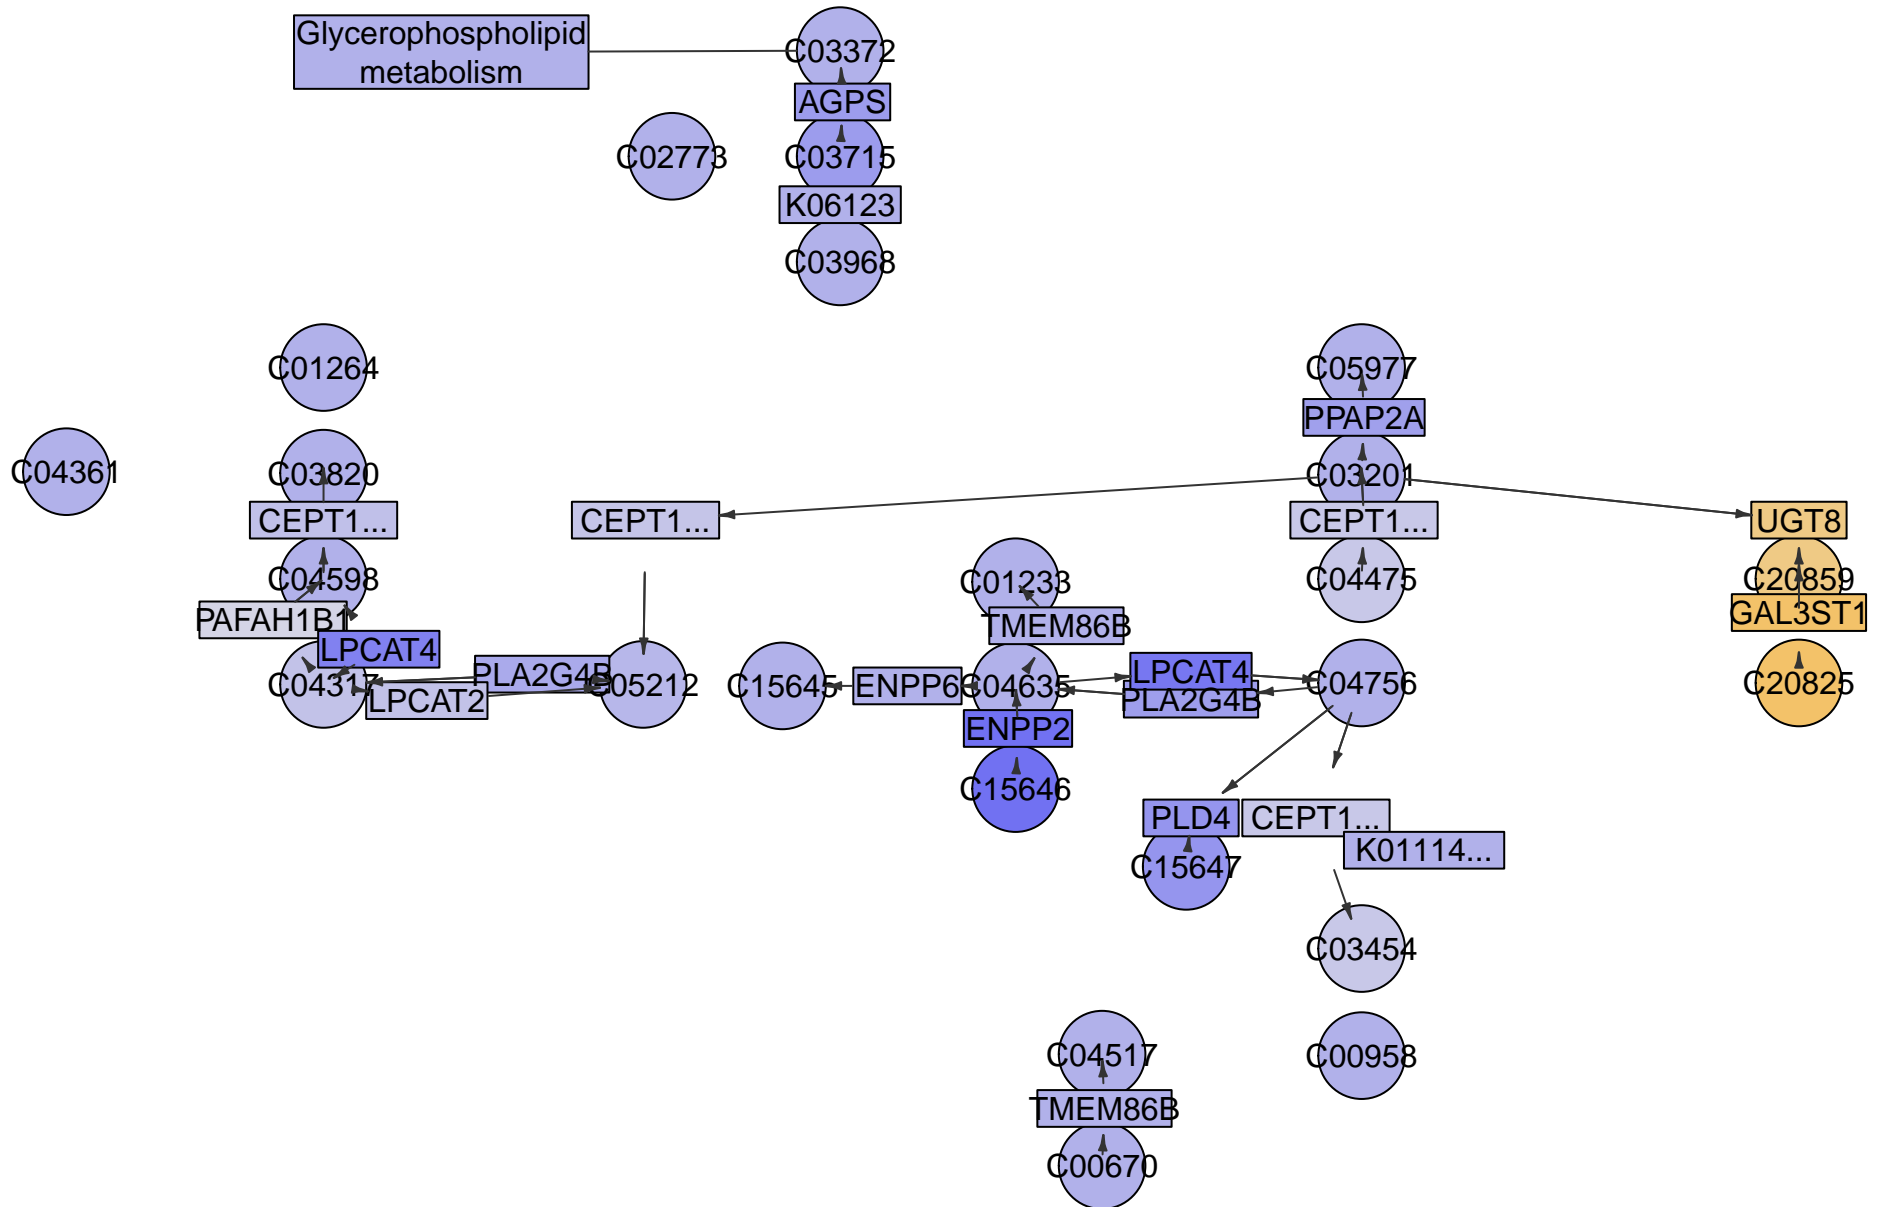 Glycerophospholipid
metabolism
C03372
AGPS
C02773
C03715
K06123
C03968
C01264
C05977
PPAP2A
C04361
C03820
C03201
CEPT1...
CEPT1...
CEPT1...
UGT8
C04598
C01233
C04475
C20859
PAFAH1B1
TMEM86B
GAL3ST1
LPCAT4
C04317
PLA2G4B
LPCAT2
C05212
C15645
ENPP6
C04635
LPCAT4
PLA2G4B
C04756
C20825
ENPP2
C15646
PLD4
CEPT1...
K01114...
C15647
C03454
C04517
C00958
TMEM86B
C00670